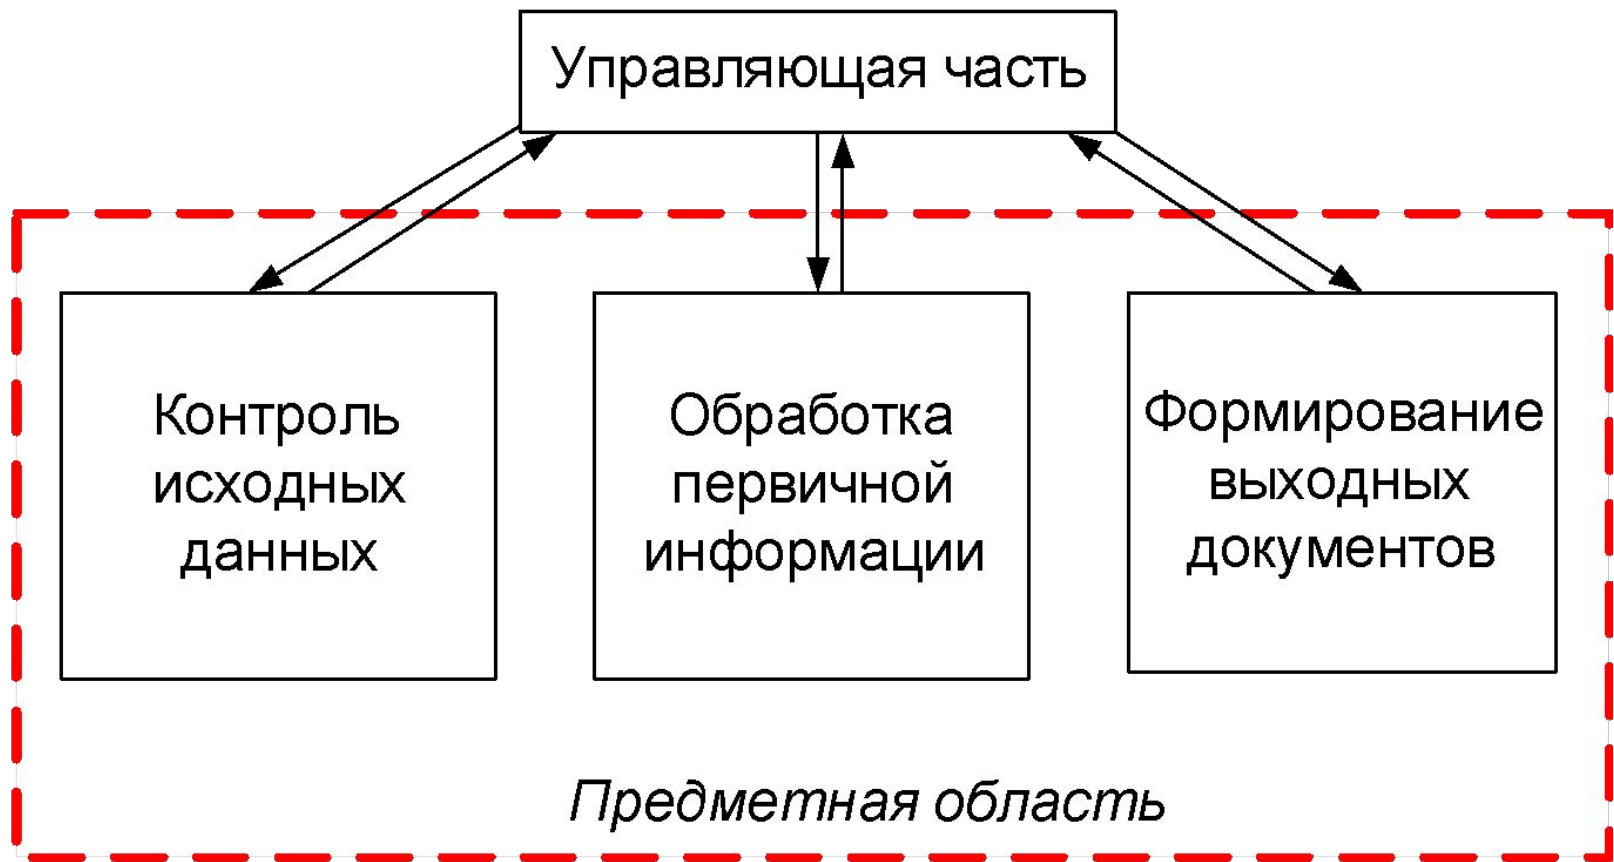 Управляющая часть
Контроль
исходных
данных
Обработка
первичной
информации
Формирование
выходных
документов
Предметная область